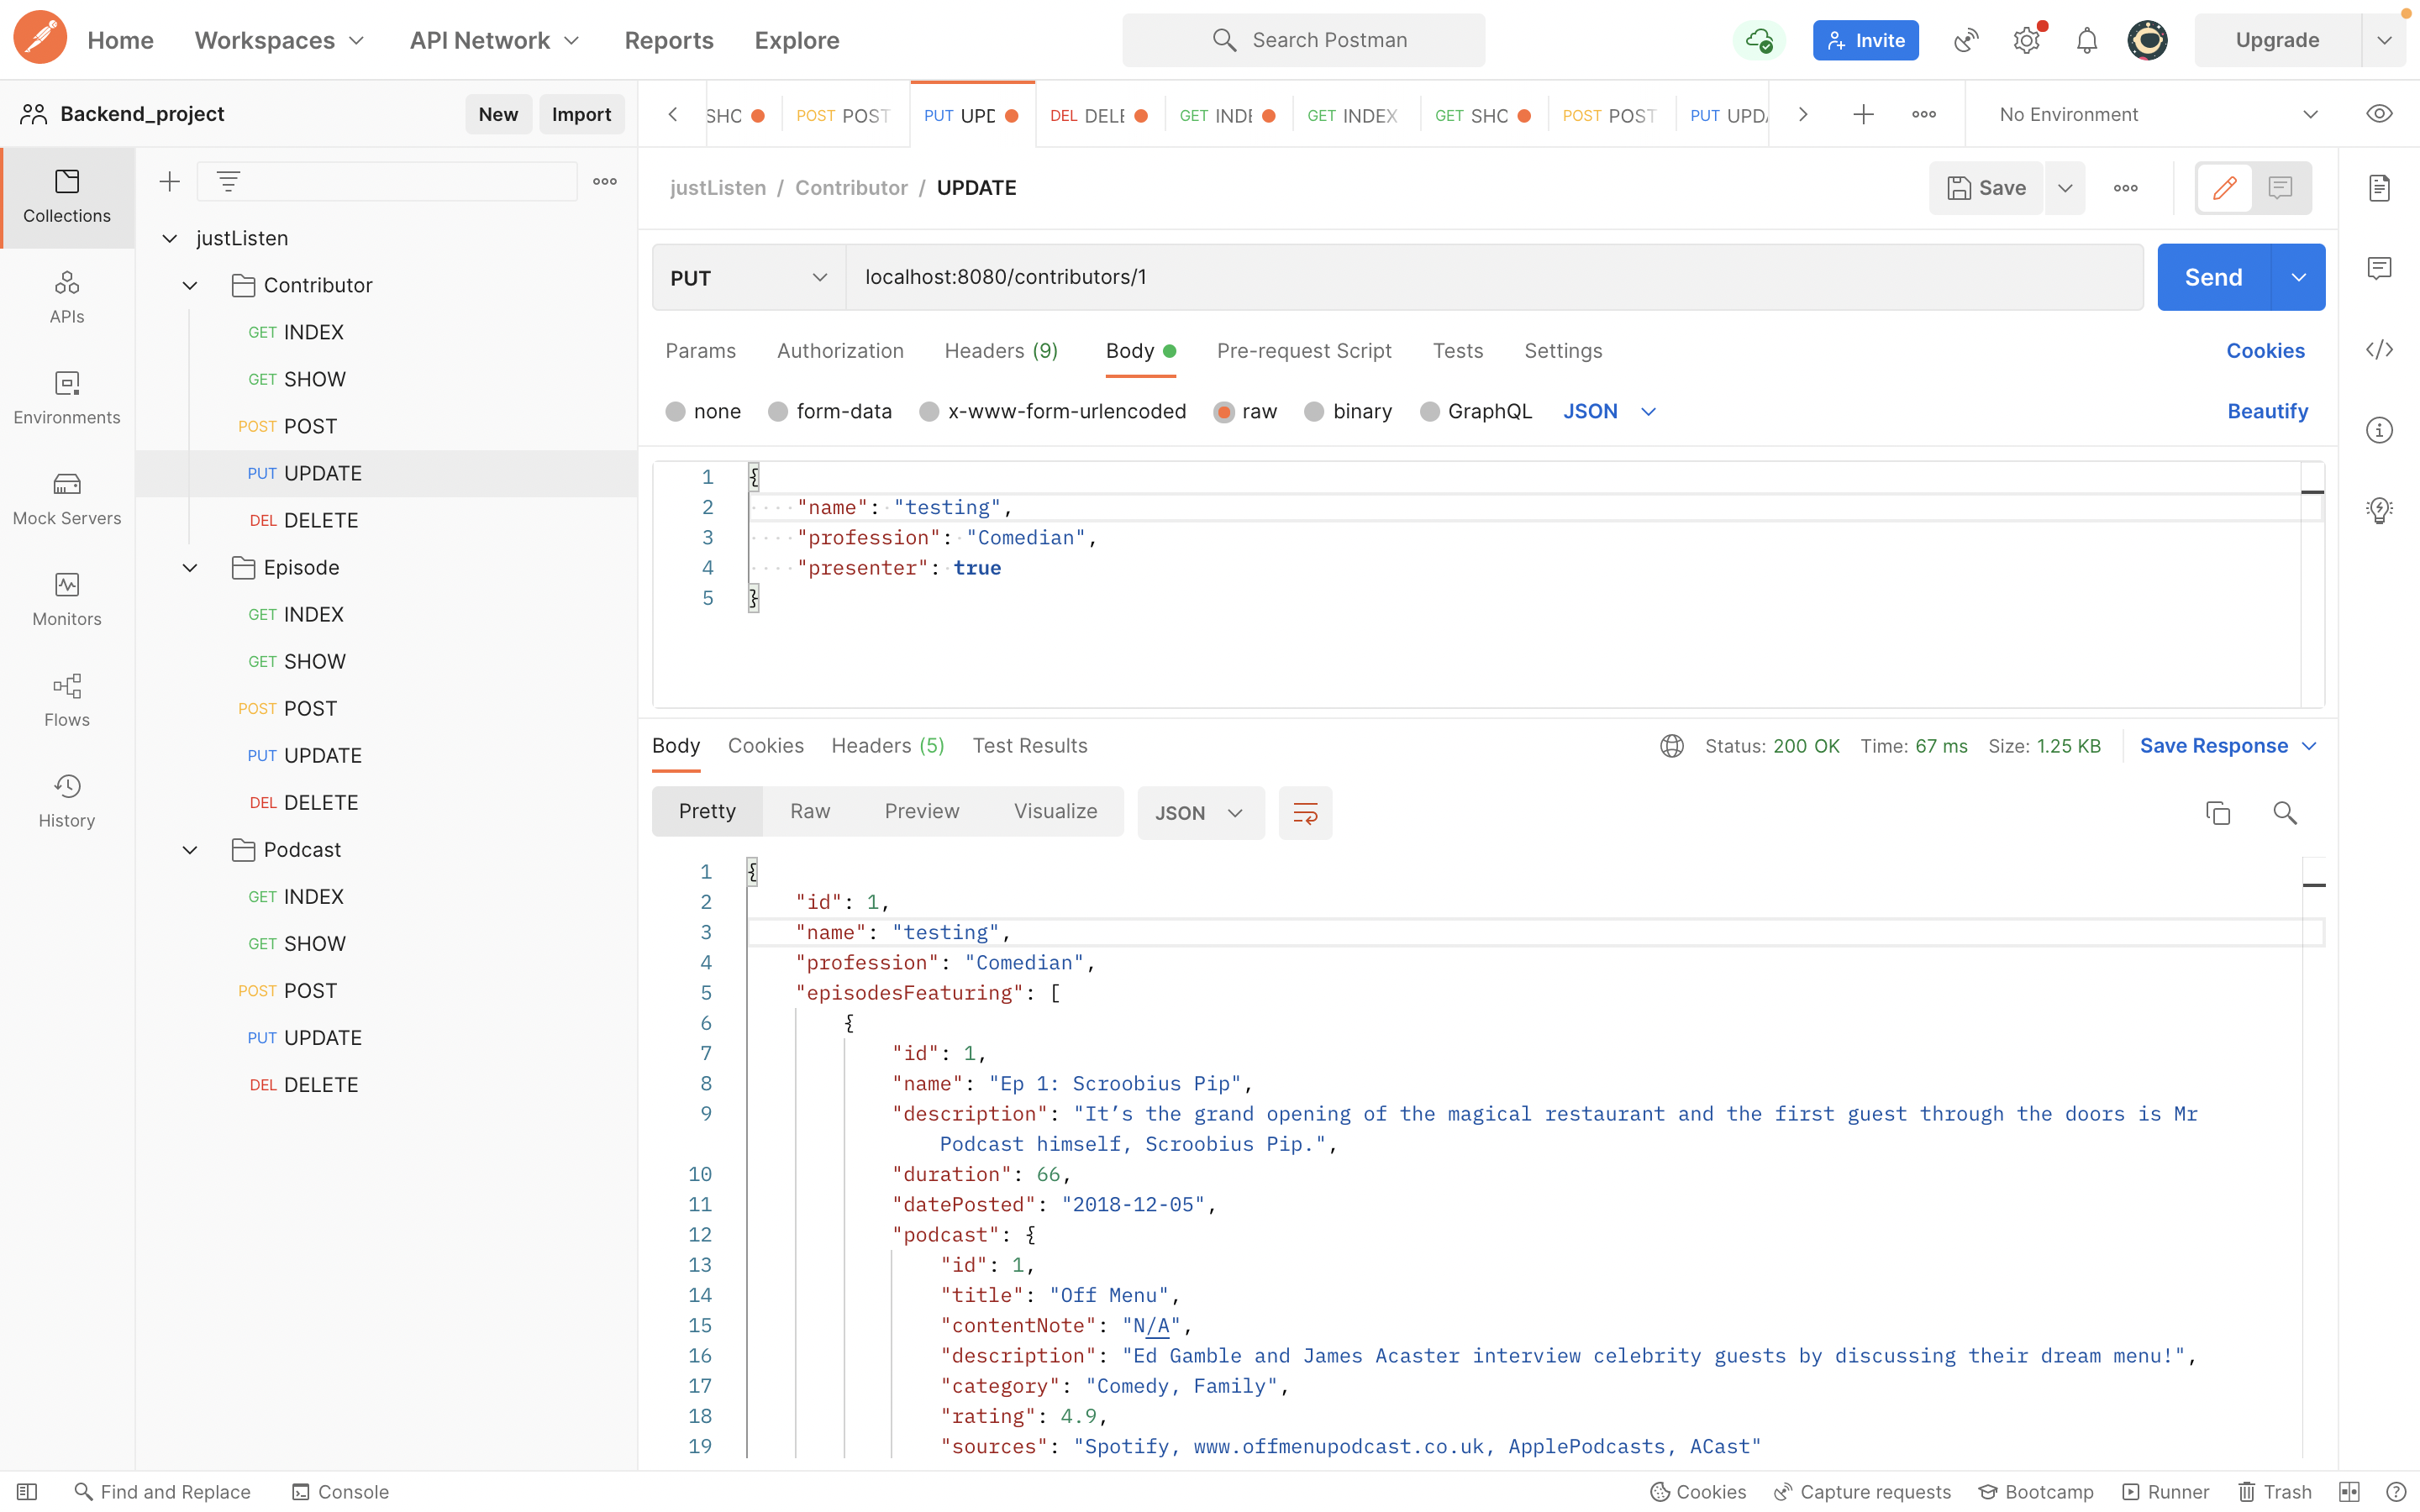 Home Workspaces API Network Reports Explore Search Postman Invite Upgrade
Backend_project New Import SHO POST POST PUT UPD DEL DELE GET INDE GET INDEX GET SHO POST POST PUT UPDA No Environment
Collections
APIs
Environments
Mock Servers
Monitors
Flows
History
justListen
Contributor
GET INDEX
GET SHOW
POST POST
PUT UPDATE
DEL DELETE
Episode
GET INDEX
GET SHOW
POST POST
PUT UPDATE
DEL DELETE
Podcast
GET INDEX
GET SHOW
POST POST
PUT UPDATE
DEL DELETE
justListen / Contributor / UPDATE Save
PUT localhost:8080/contributors/1 Send
Params Authorization Headers (9) Body Pre-request Script Tests Settings Cookies
none form-data x-www-form-urlencoded raw binary GraphQL JSON Beautify
1 {
2 "name": "testing",
3 "profession": "Comedian",
4 "presenter": true
5 }
Body Cookies Headers (5) Test Results Status: 200 OK Time: 67 ms Size: 1.25 KB Save Response
Pretty Raw Preview Visualize JSON
1 {
2 "id": 1,
3 "name": "testing",
4 "profession": "Comedian",
5 "episodesFeaturing": [
6 {
7 "id": 1,
8 "name": "Ep 1: Scroobius Pip",
9 "description": "It’s the grand opening of the magical restaurant and the first guest through the doors is Mr
Podcast himself, Scroobius Pip.",
10 "duration": 66,
11 "datePosted": "2018-12-05",
12 "podcast": {
13 "id": 1,
14 "title": "Off Menu",
15 "contentNote": "N/A",
16 "description": "Ed Gamble and James Acaster interview celebrity guests by discussing their dream menu!",
17 "category": "Comedy, Family",
18 "rating": 4.9,
19 "sources": "Spotify, www.offmenupodcast.co.uk, ApplePodcasts, ACast"
Find and Replace Console Cookies Capture requests Bootcamp Runner Trash